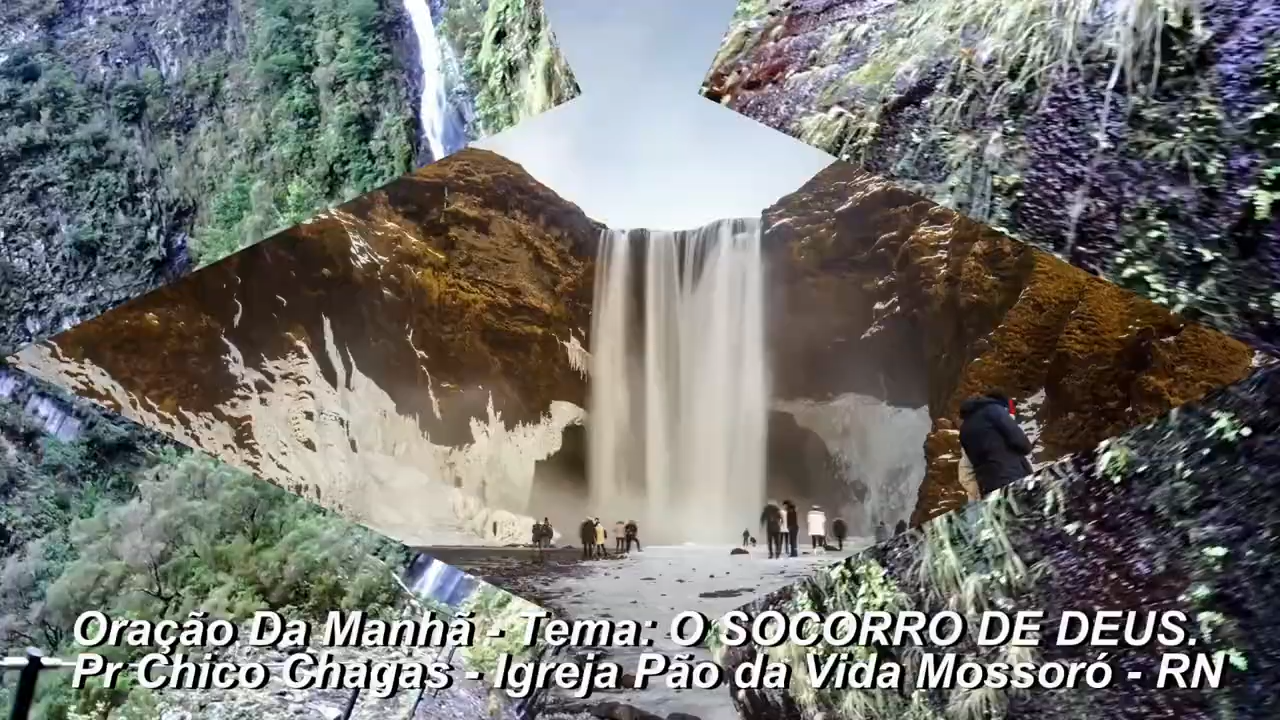 Oração Da Manhã - Tema: O SOCORRO DE DEUS.
Pr Chico Chagas - Igreja Pão da Vida Mossoró - RN